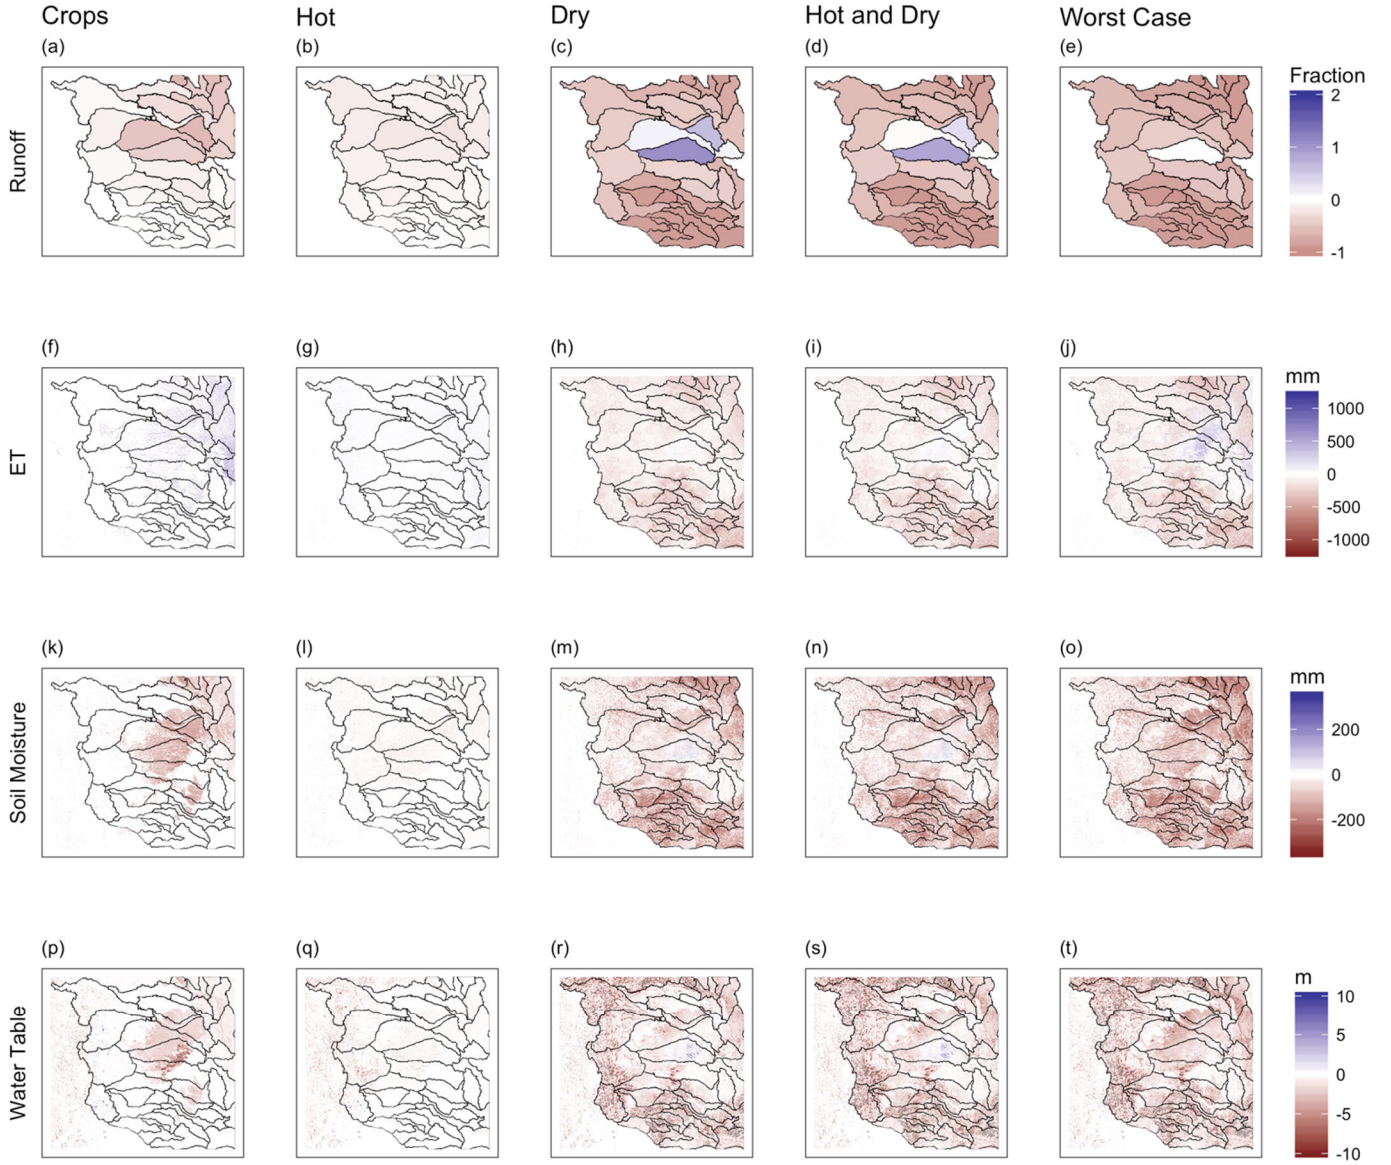 Crops Hot Dry Hot and Dry Worst Case
(a) (b) (c) (d) (e)
Runoff
Fraction
2
1
0
-1
(f) (g) (h) (i) (j)
ET
mm
1000
500
0
-500
-1000
(k) (l) (m) (n) (o)
Soil Moisture
mm
200
0
-200
(p) (q) (r) (s) (t)
Water Table
m
10
5
0
-5
-10